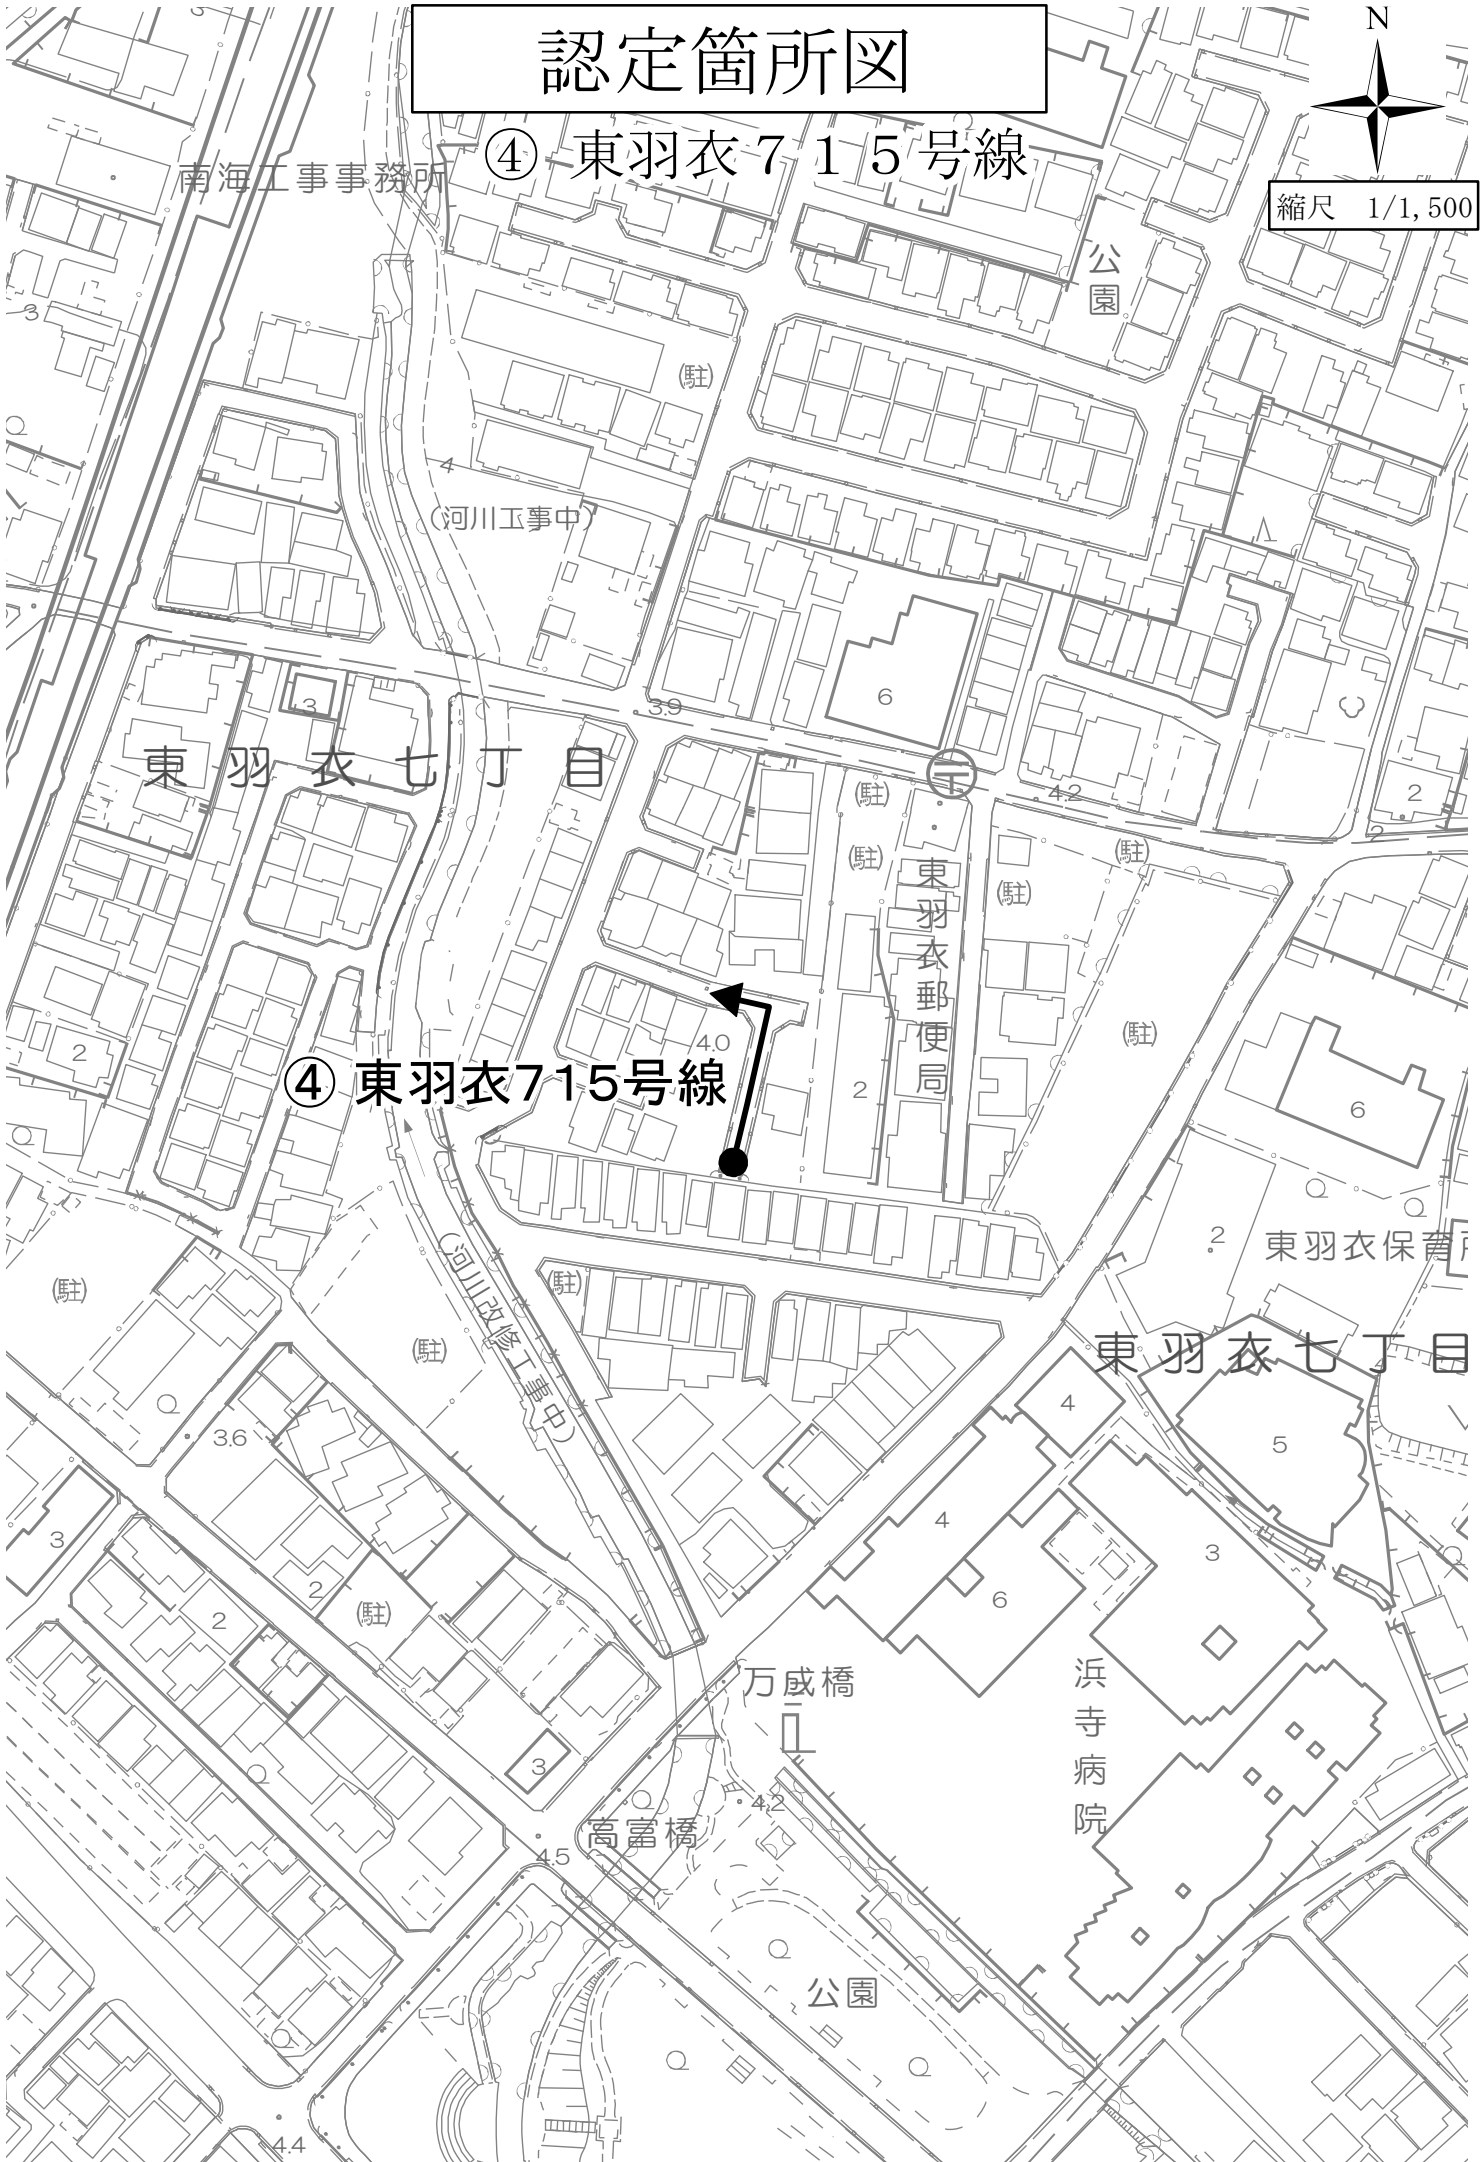 認定箇所図
N
④ 東羽衣７１５号線
縮尺 1/1,500
3
南海工事事務所
公園
3
(駐)
4
(河川工事中)
6
3
3.9
東羽衣七丁目
〒
(駐)
4.2
2
2
(駐)
(駐)
(駐)
東羽衣郵便局
(駐)
4.0
2
④ 東羽衣715号線
2
6
2
東羽衣保育所
(河川改修工事中)
(駐)
(駐)
(駐)
東羽衣七丁目
4
5
3.6
4
3
3
6
2
(駐)
2
万成橋
浜寺病院
3
4.2
高富橋
4.5
公園
4.4